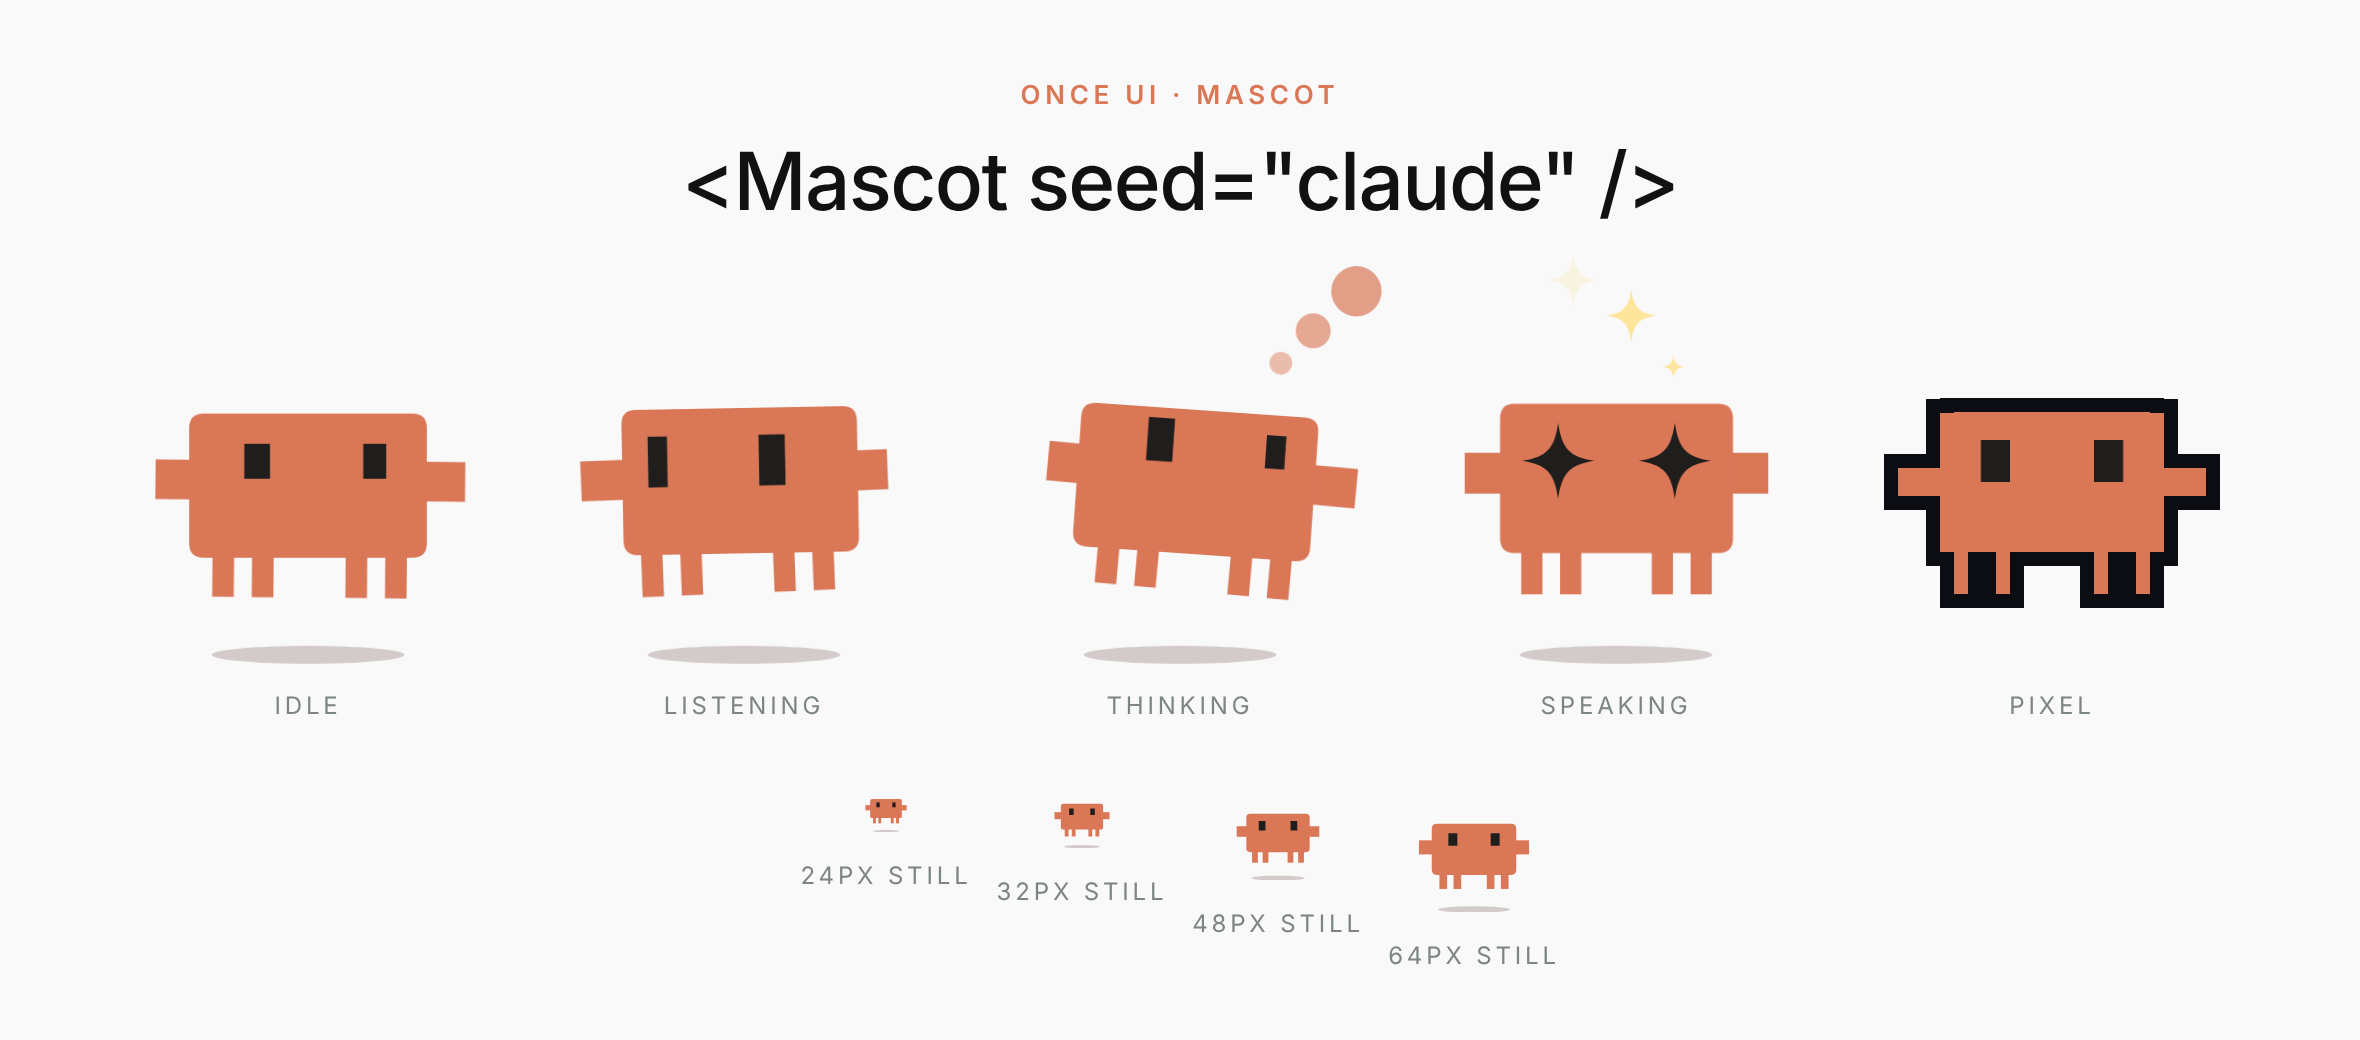 ONCE UI · MASCOT
<Mascot seed="claude" />
IDLE
LISTENING
THINKING
SPEAKING
PIXEL
24PX STILL
32PX STILL
48PX STILL
64PX STILL